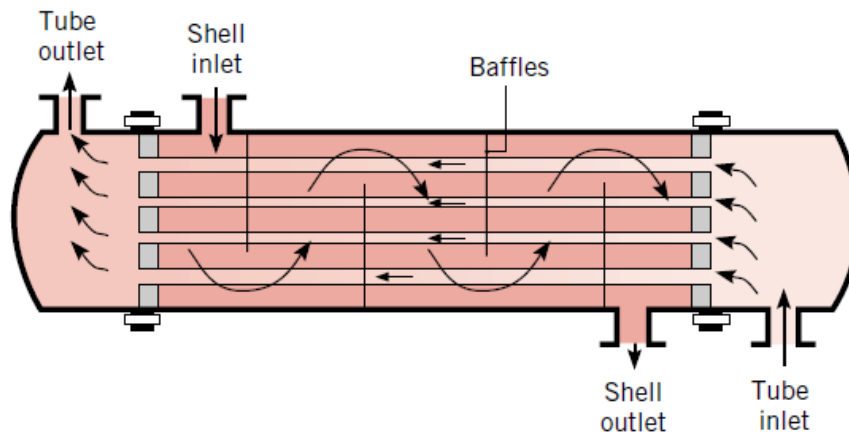 Tube
outlet
Shell
inlet
Baffles
Shell
outlet
Tube
inlet